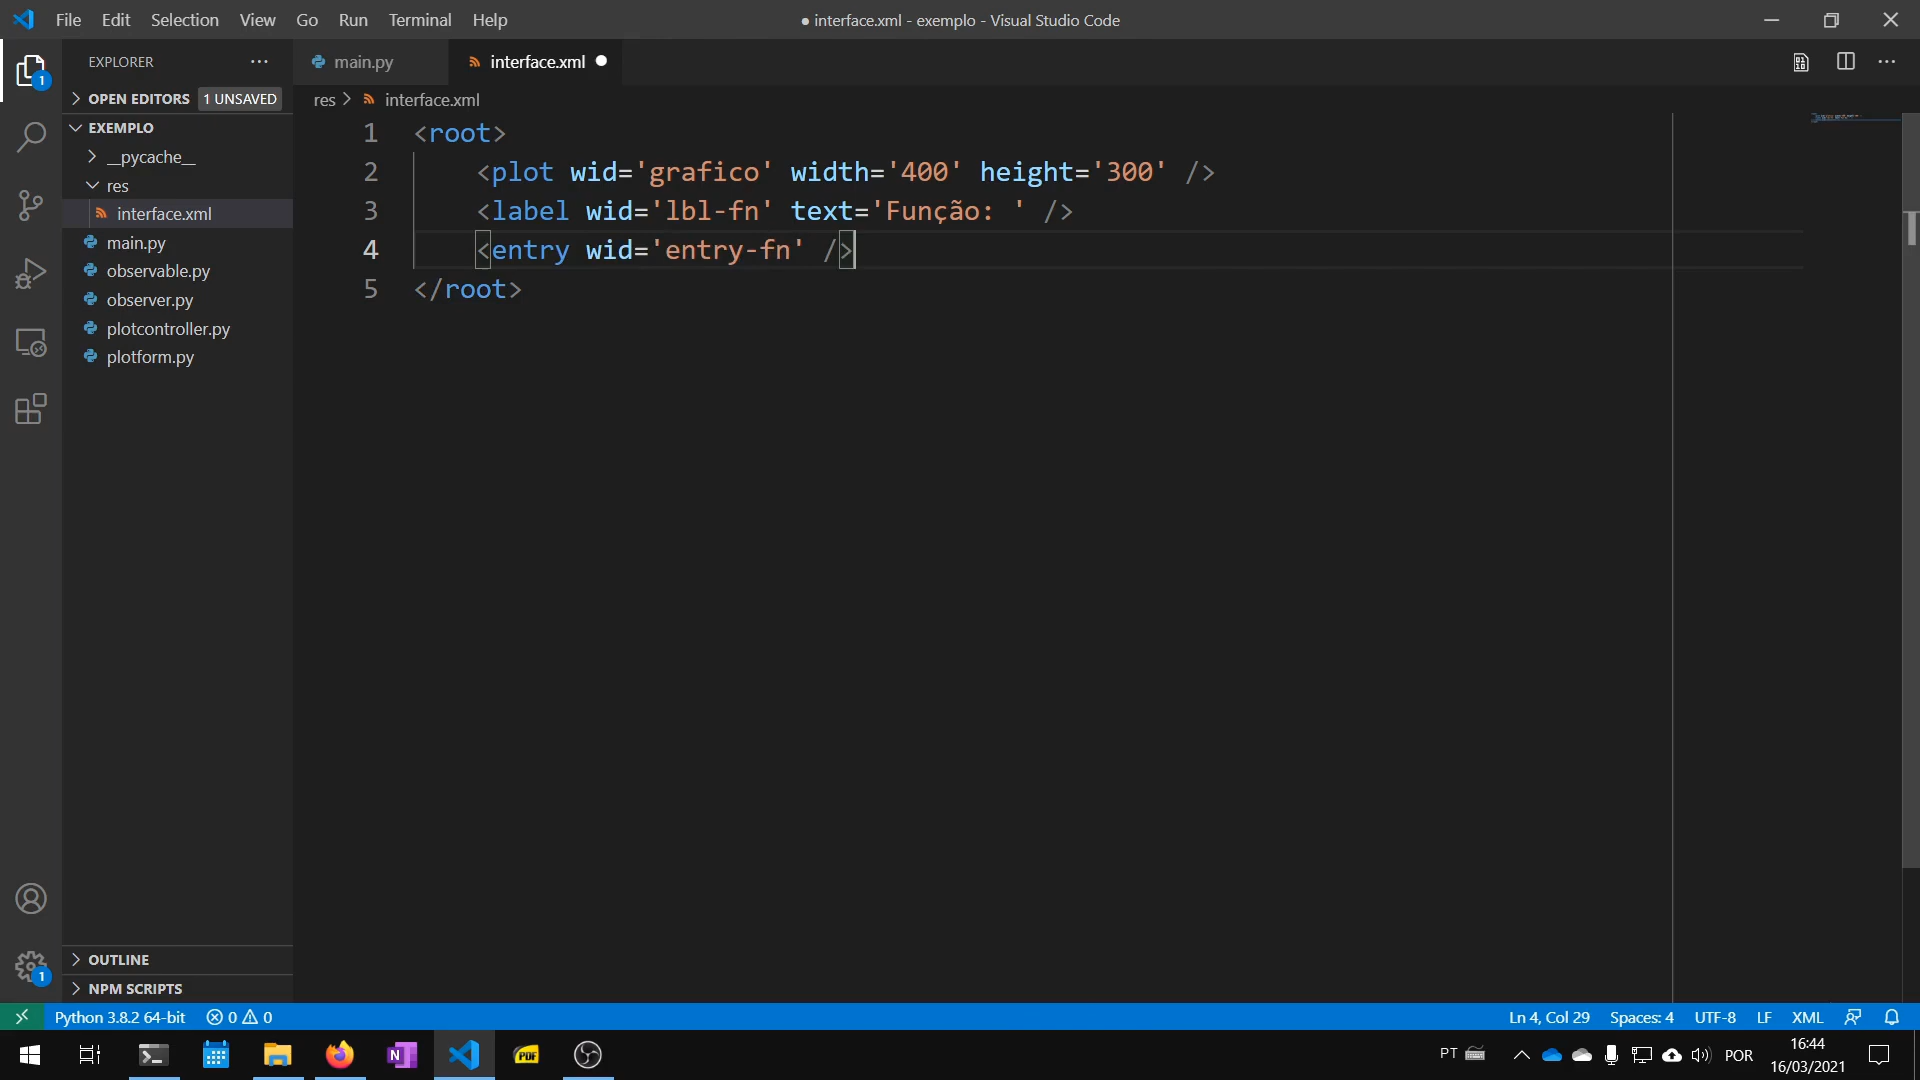 File Edit Selection View Go Run Terminal Help
● interface.xml - exemplo - Visual Studio Code
EXPLORER
main.py
interface.xml
OPEN EDITORS 1 UNSAVED
res > interface.xml
EXEMPLO
__pycache__
res
interface.xml
main.py
observable.py
observer.py
plotcontroller.py
plotform.py
1 <root>
2 <plot wid='grafico' width='400' height='300' />
3 <label wid='lbl-fn' text='Função: ' />
4 <entry wid='entry-fn' />
5 </root>
1
1
OUTLINE
NPM SCRIPTS
Python 3.8.2 64-bit 0 0
Ln 4, Col 29 Spaces: 4 UTF-8 LF XML
N
PDF
PT
POR
16:44
16/03/2021